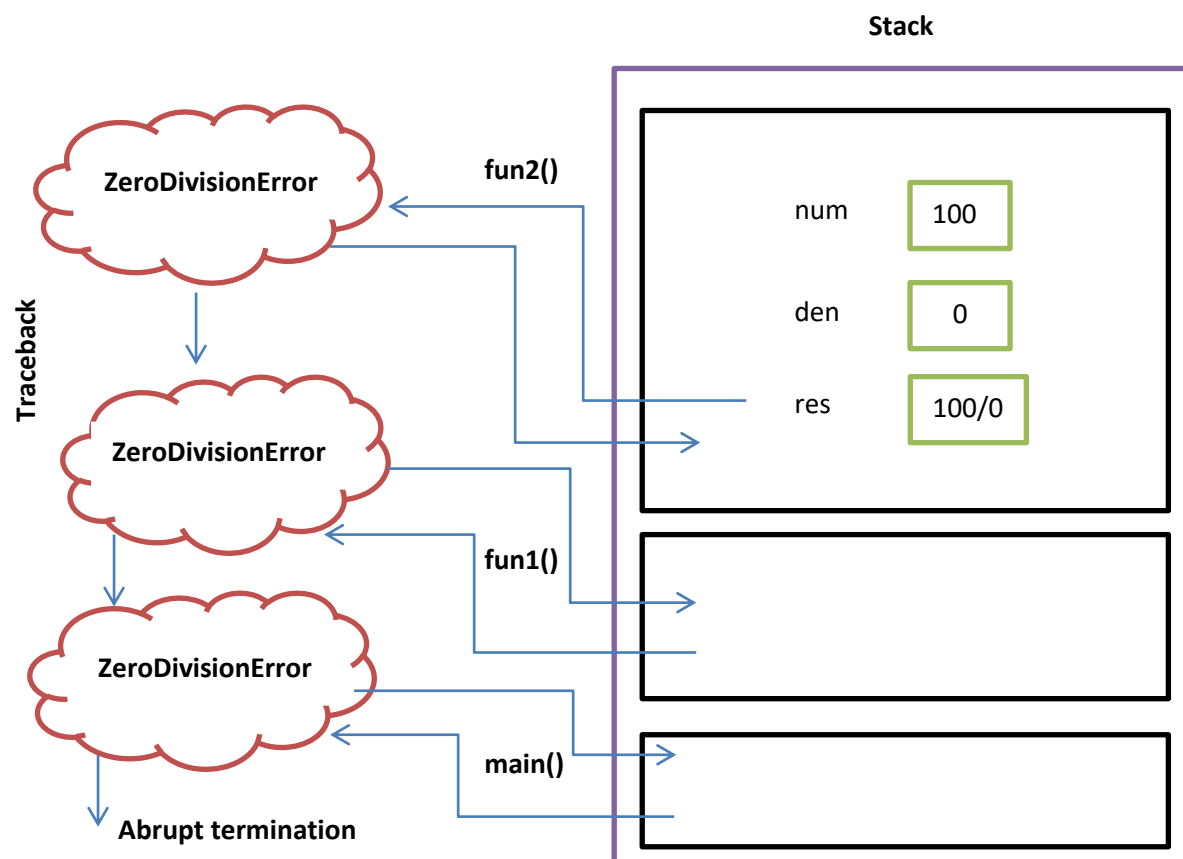 Stack
ZeroDivisionError
fun2()
num
100
den
0
res
100/0
Traceback
ZeroDivisionError
fun1()
ZeroDivisionError
main()
Abrupt termination